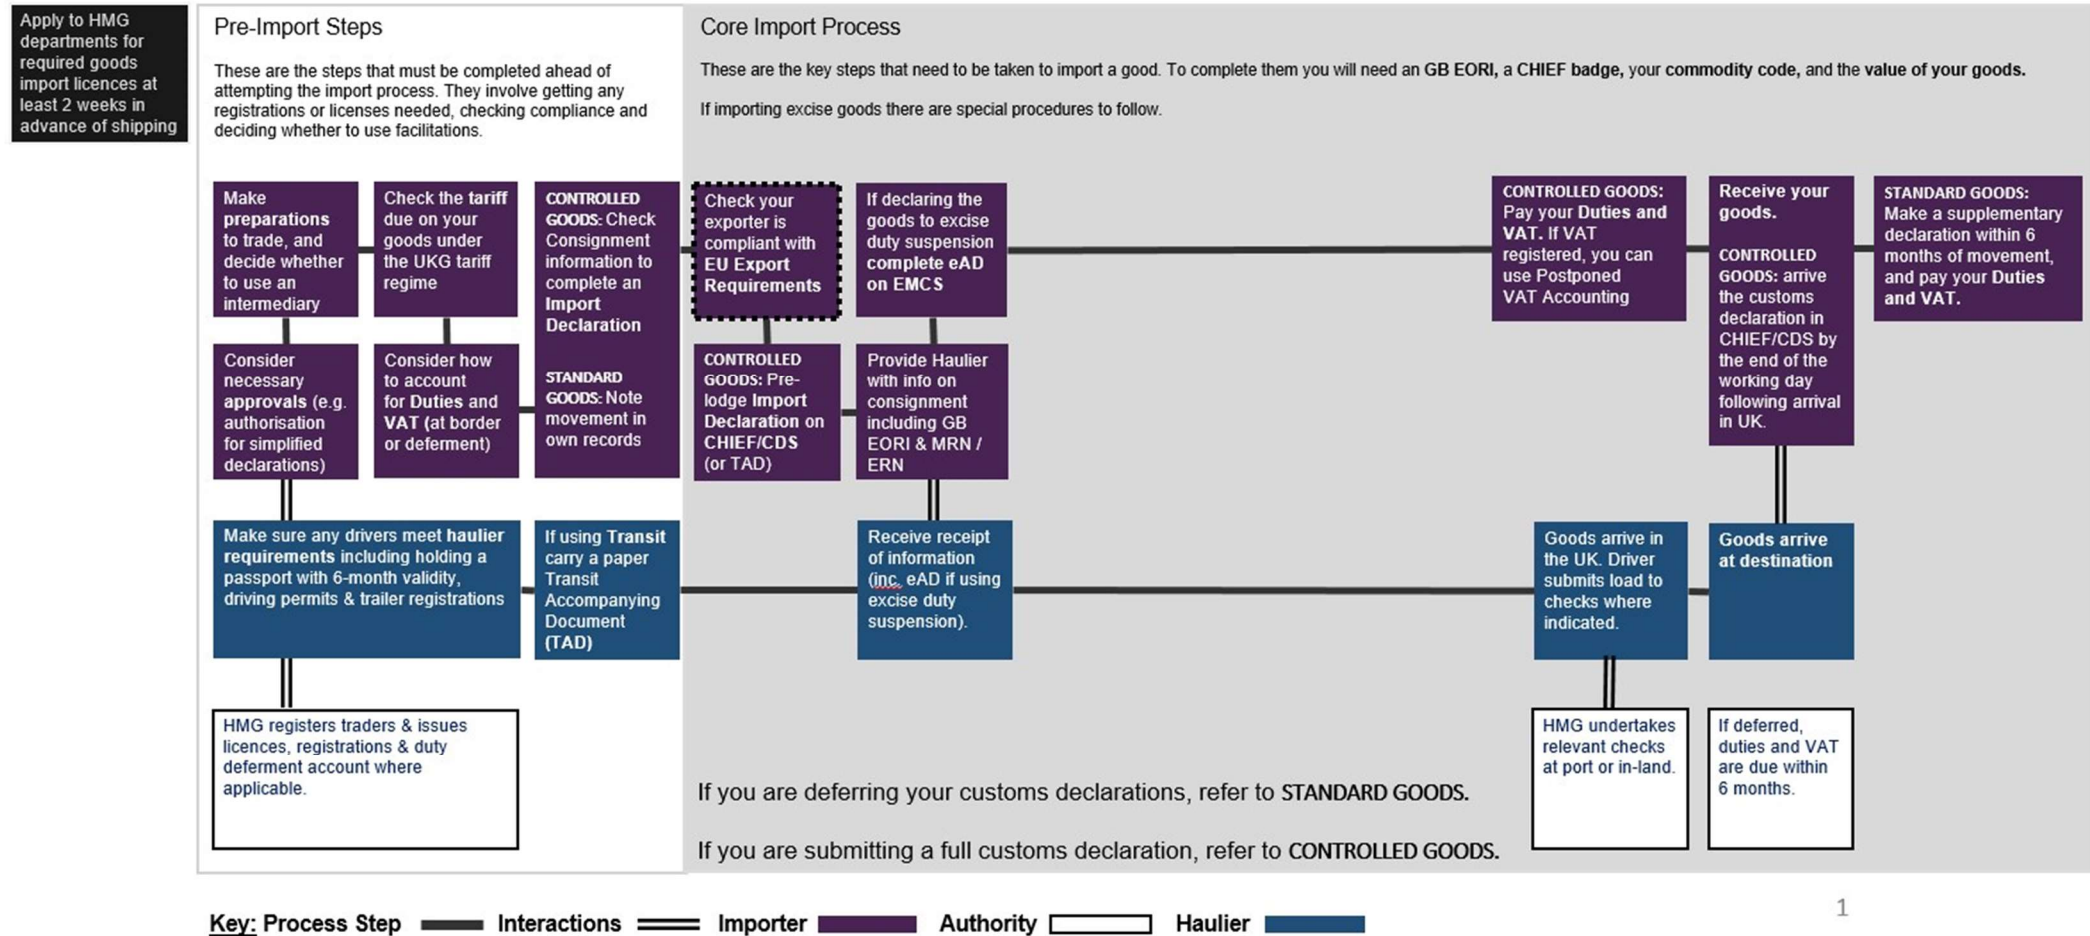 Apply to HMG
departments for
required goods
import licences at
least 2 weeks in
advance of shipping
Pre-Import Steps
These are the steps that must be completed ahead of
attempting the import process. They involve getting any
registrations or licenses needed, checking compliance and
deciding whether to use facilitations.
Core Import Process
These are the key steps that need to be taken to import a good. To complete them you will need an GB EORI, a CHIEF badge, your commodity code, and the value of your goods.
If importing excise goods there are special procedures to follow.
Make
preparations
to trade, and
decide whether
to use an
intermediary
Check the tariff
due on your
goods under
the UKG tariff
regime
CONTROLLED
GOODS: Check
Consignment
information to
complete an
Import
Declaration
STANDARD
GOODS: Note
movement in
own records
Check your
exporter is
compliant with
EU Export
Requirements
If declaring the
goods to excise
duty suspension
complete eAD
on EMCS
CONTROLLED GOODS:
Pay your Duties and
VAT. If VAT
registered, you can
use Postponed
VAT Accounting
Receive your
goods.
CONTROLLED
GOODS: arrive
the customs
declaration in
CHIEF/CDS by
the end of the
working day
following arrival
in UK.
STANDARD GOODS:
Make a supplementary
declaration within 6
months of movement,
and pay your Duties
and VAT.
Consider
necessary
approvals (e.g.
authorisation
for simplified
declarations)
Consider how
to account
for Duties and
VAT (at border
or deferment)
CONTROLLED
GOODS: Pre-
lodge Import
Declaration on
CHIEF/CDS
(or TAD)
Provide Haulier
with info on
consignment
including GB
EORI & MRN /
ERN
Make sure any drivers meet haulier
requirements including holding a
passport with 6-month validity,
driving permits & trailer registrations
If using Transit
carry a paper
Transit
Accompanying
Document
(TAD)
Receive receipt
of information
(inc. eAD if using
excise duty
suspension).
Goods arrive in
the UK. Driver
submits load to
checks where
indicated.
Goods arrive
at destination
HMG registers traders & issues
licences, registrations & duty
deferment account where
applicable.
HMG undertakes
relevant checks
at port or in-land.
If deferred,
duties and VAT
are due within
6 months.
If you are deferring your customs declarations, refer to STANDARD GOODS.
If you are submitting a full customs declaration, refer to CONTROLLED GOODS.
Key: Process Step Interactions Importer Authority Haulier
1